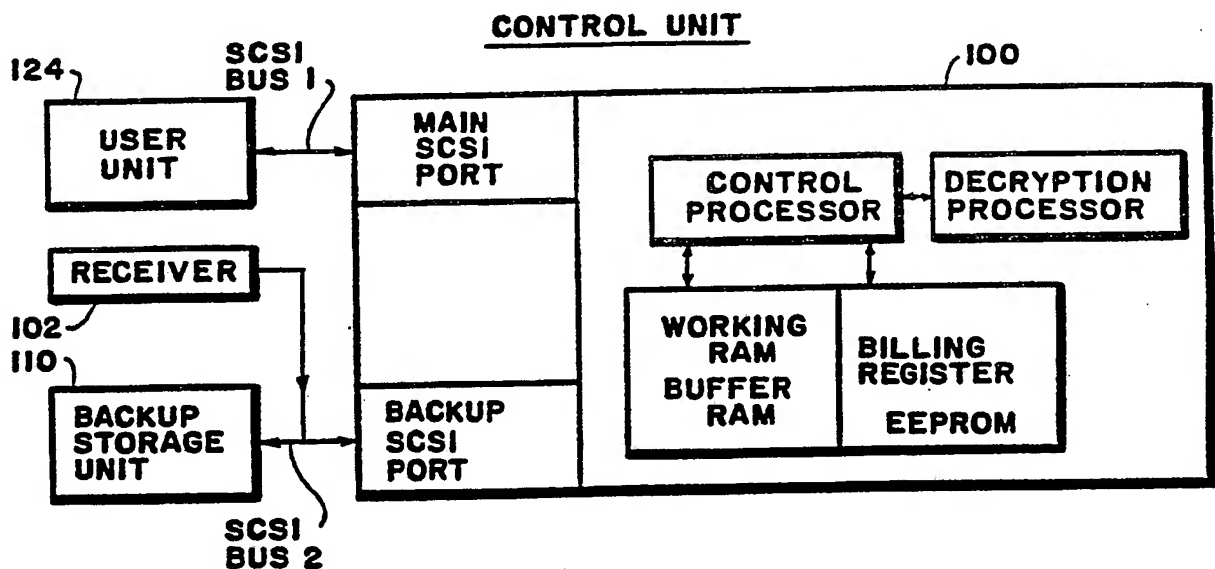 CONTROL UNIT
SCSI
BUS 1
124
100
USER
UNIT
MAIN
SCSI
PORT
CONTROL
PROCESSOR
DECRYPTION
PROCESSOR
RECEIVER
102
110
WORKING
RAM
BUFFER
RAM
BILLING
REGISTER
EEPROM
BACKUP
STORAGE
UNIT
BACKUP
SCSI
PORT
SCSI
BUS 2